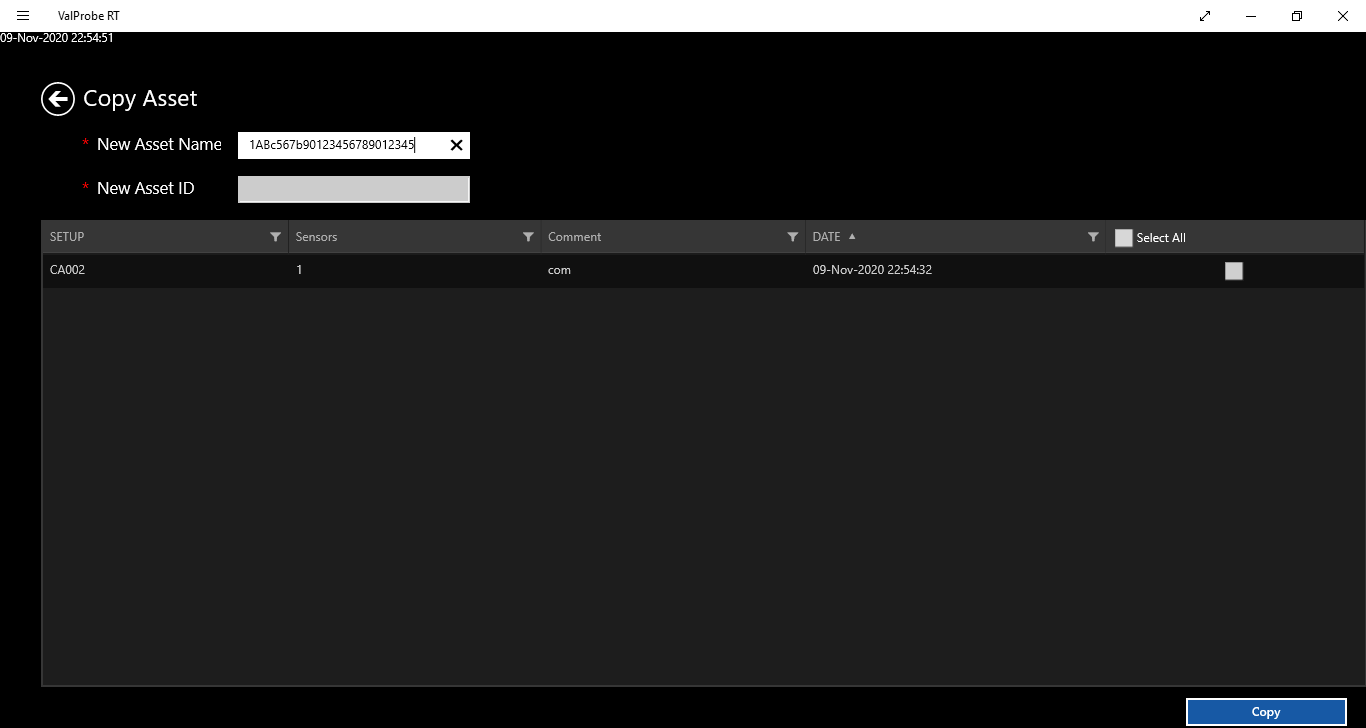 ValProbe RT
09-Nov-2020 22:54:51
Copy Asset
* New Asset Name 1ABc567b90123456789012345
* New Asset ID
SETUP Sensors Comment DATE Select All
CA002 1 com 09-Nov-2020 22:54:32
Copy